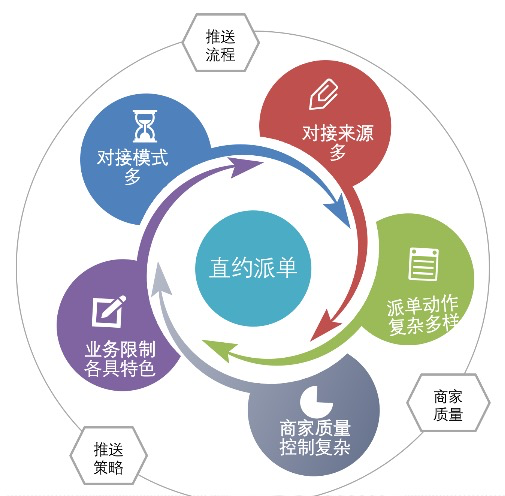 推送
流程
对接来源
多
对接模式
多
直约派单
派单动作
复杂多样
业务限制
各具特色
商家质量
控制复杂
商家
质量
推送
策略